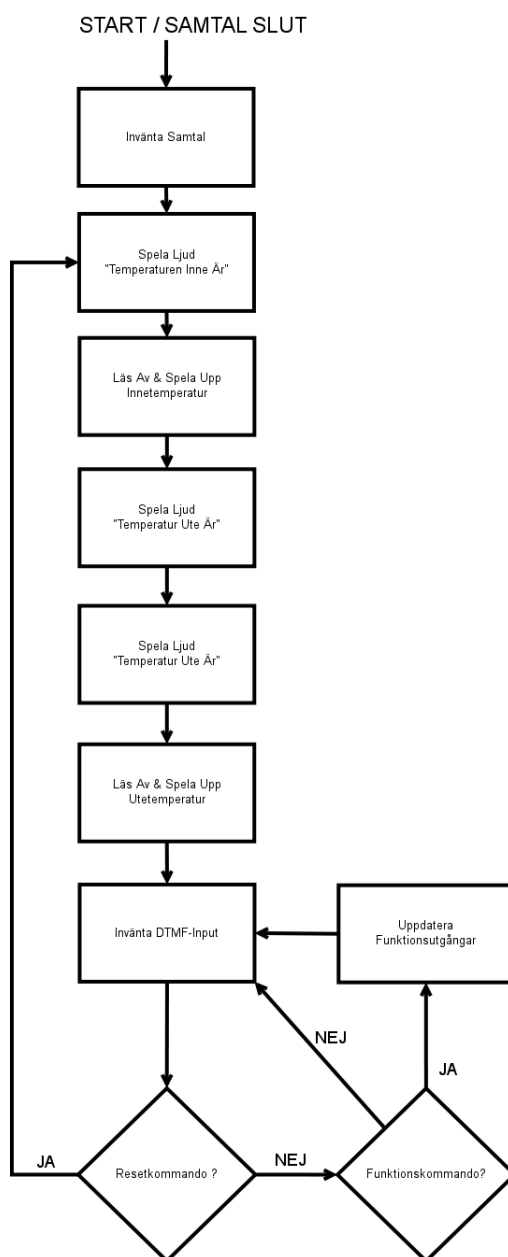 START / SAMTAL SLUT
Invänta Samtal
Spela Ljud
"Temperaturen Inne Är"
Läs Av & Spela Upp
Innetemperatur
Spela Ljud
"Temperatur Ute Är"
Spela Ljud
"Temperatur Ute Är"
Läs Av & Spela Upp
Utetemperatur
Invänta DTMF-Input
Uppdatera
Funktionsutgångar
NEJ
JA
JA
Resetkommando ?
NEJ
Funktionskommando?